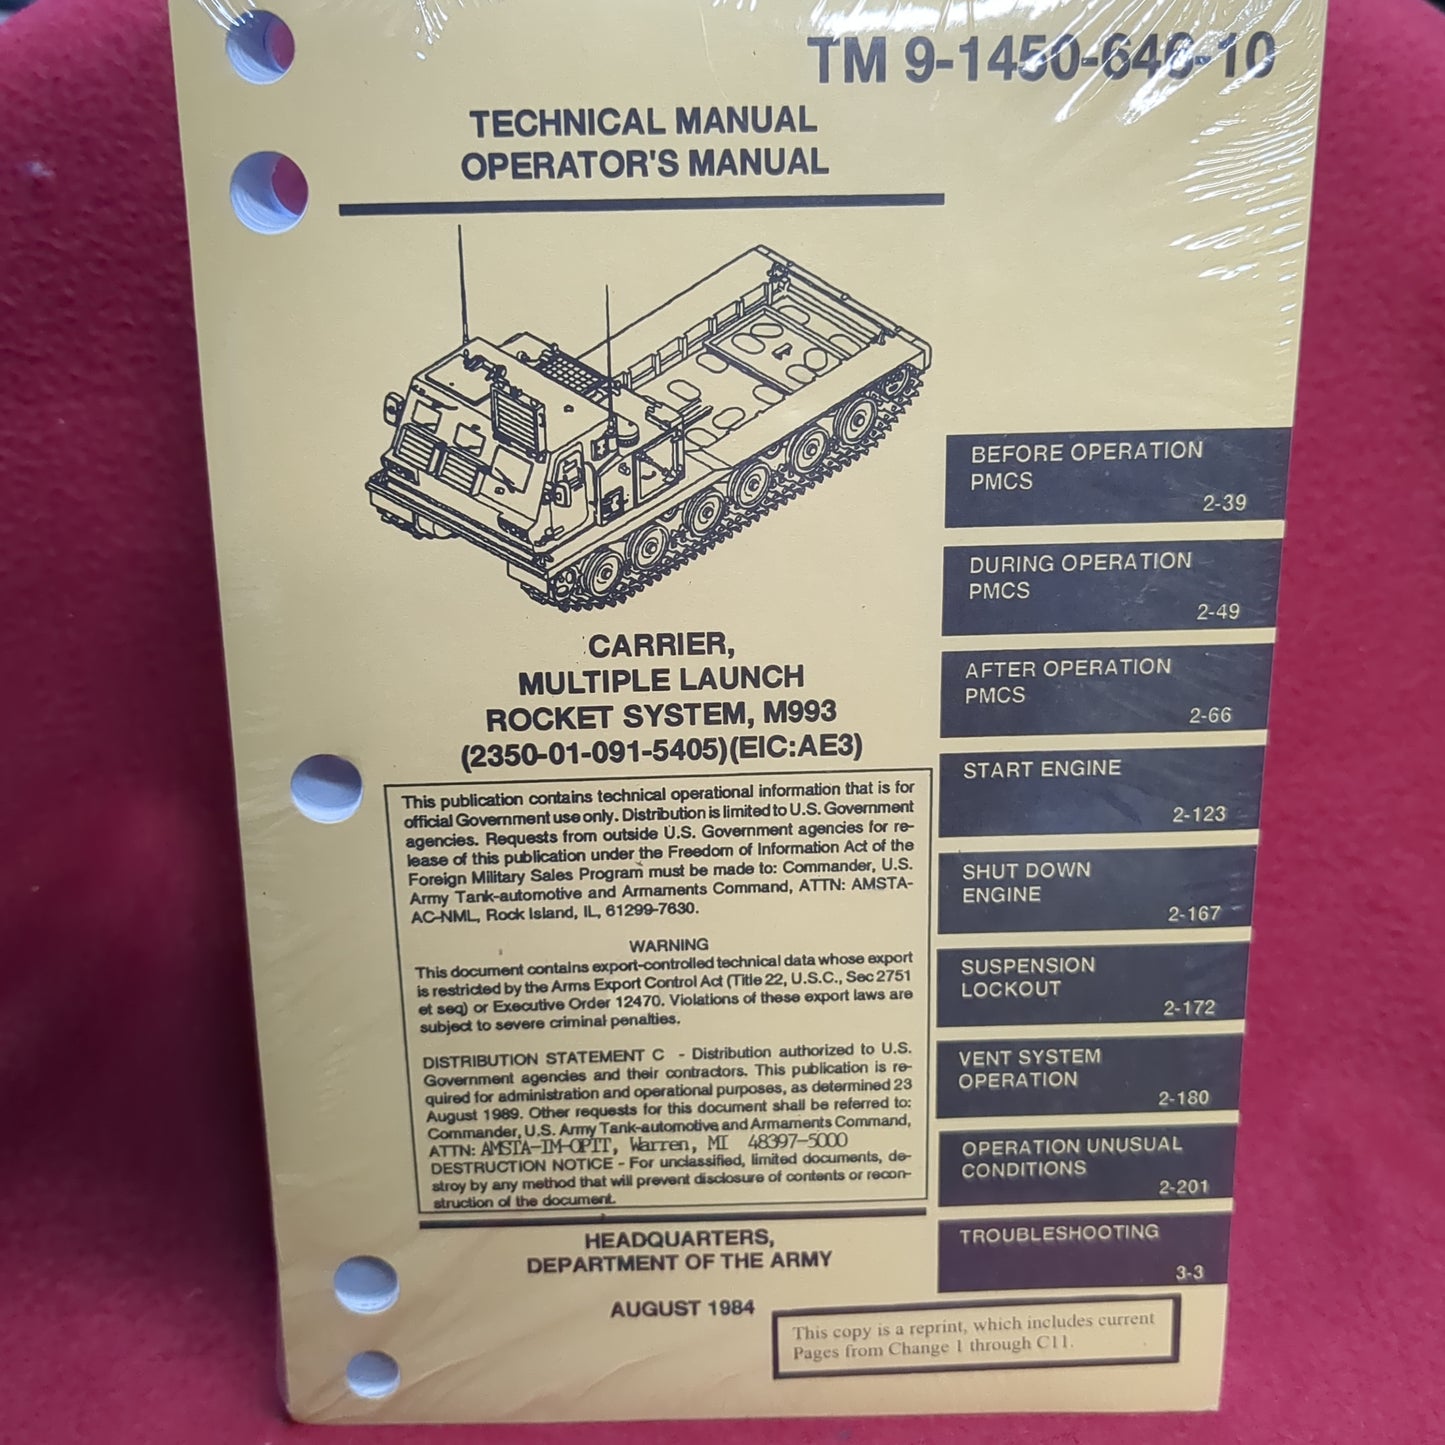 TM 9-1450-646-10
TECHNICAL MANUAL
OPERATOR'S MANUAL
BEFORE OPERATION
PMCS
2-39
DURING OPERATION
PMCS
2-49
AFTER OPERATION
PMCS
2-66
START ENGINE
2-123
SHUT DOWN
ENGINE
2-167
SUSPENSION
LOCKOUT
2-172
VENT SYSTEM
OPERATION
2-180
OPERATION UNUSUAL
CONDITIONS
2-201
TROUBLESHOOTING
3-3
CARRIER,
MULTIPLE LAUNCH
ROCKET SYSTEM, M993
(2350-01-091-5405)(EIC:AE3)
This publication contains technical operational information that is for
official Government use only. Distribution is limited to U.S. Government
agencies. Requests from outside U.S. Government agencies for re-
lease of this publication under the Freedom of Information Act of the
Foreign Military Sales Program must be made to: Commander, U.S.
Army Tank-automotive and Armaments Command, ATTN: AMSTA-
AC-NML, Rock Island, IL, 61299-7630.
WARNING
This document contains export-controlled technical data whose export
is restricted by the Arms Export Control Act (Title 22, U.S.C., Sec 2751
et seq) or Executive Order 12470. Violations of these export laws are
subject to severe criminal penalties.
DISTRIBUTION STATEMENT C - Distribution authorized to U.S.
Government agencies and their contractors. This publication is re-
quired for administration and operational purposes, as determined 23
August 1989. Other requests for this document shall be referred to:
Commander, U.S. Army Tank-automotive and Armaments Command,
ATTN: AMSTA-IM-OPIT, Warren, MI 48397-5000
DESTRUCTION NOTICE - For unclassified, limited documents, de-
stroy by any method that will prevent disclosure of contents or recon-
struction of the document.
HEADQUARTERS,
DEPARTMENT OF THE ARMY
AUGUST 1984
This copy is a reprint, which includes current
Pages from Change 1 through C11.